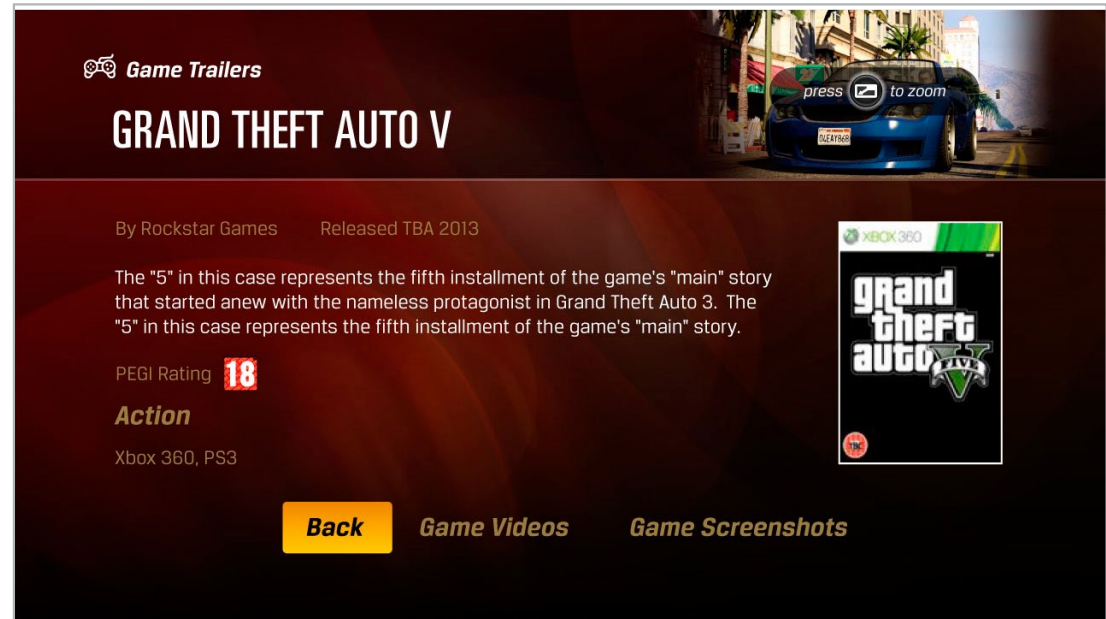 Game Trailers
GRAND THEFT AUTO V
press to zoom
04EAY868
By Rockstar Games Released TBA 2013
The "5" in this case represents the fifth installment of the game's "main" story
that started anew with the nameless protagonist in Grand Theft Auto 3. The
"5" in this case represents the fifth installment of the game's "main" story.
PEGI Rating 18
Action
Xbox 360, PS3
XBOX 360
grand
theft
auto
FIVE
TBC
Back Game Videos Game Screenshots